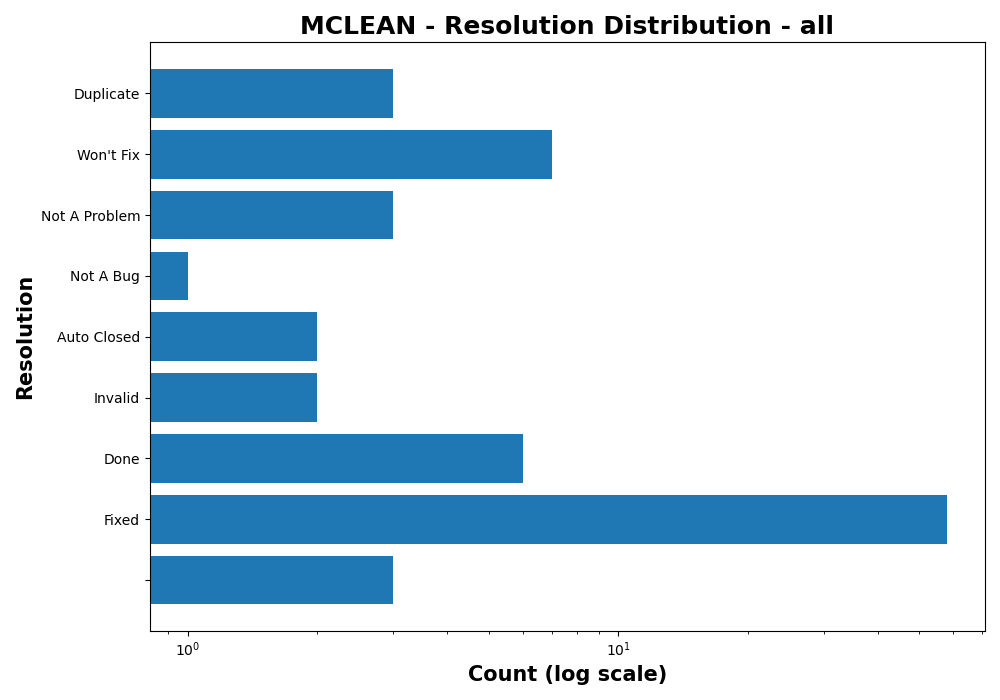 MCLEAN - Resolution Distribution - all
Duplicate
Won't Fix
Not A Problem
Not A Bug
Auto Closed
Invalid
Done
Fixed
Resolution
10⁰
10¹
Count (log scale)